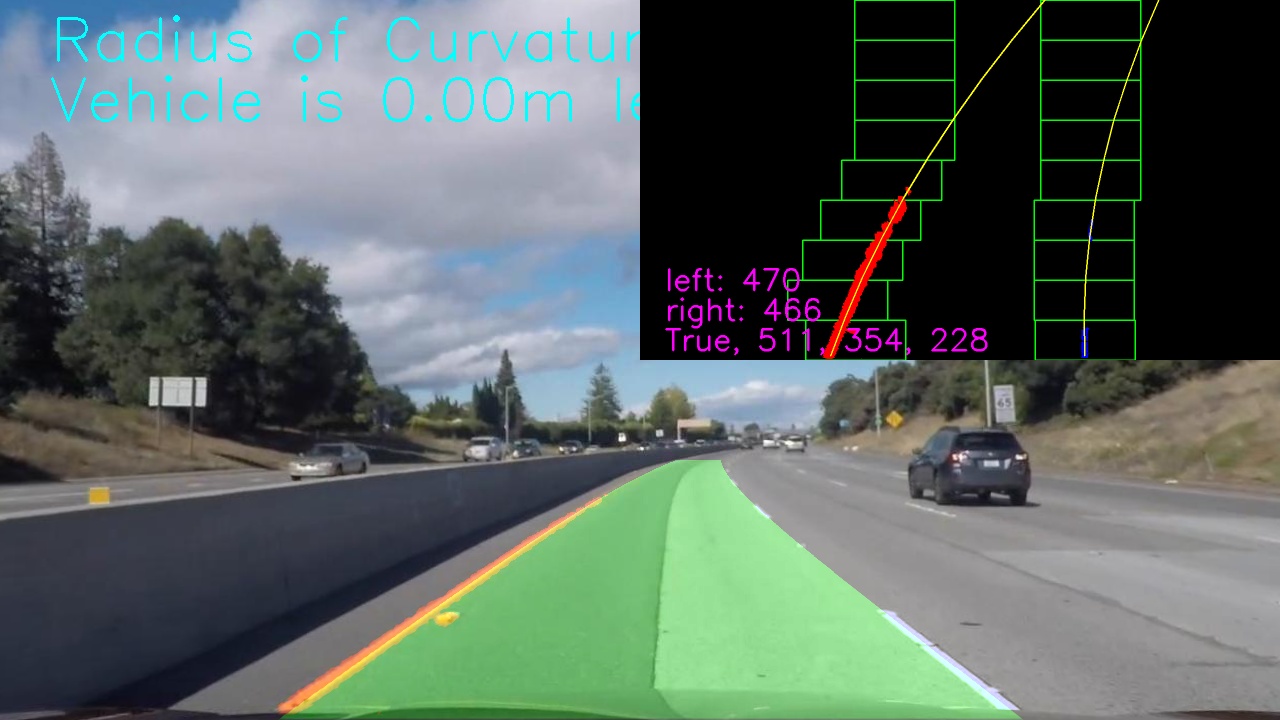 Radius of Curvatur
Vehicle is 0.00m le
left: 470
right: 466
True, 511, 354, 228
65